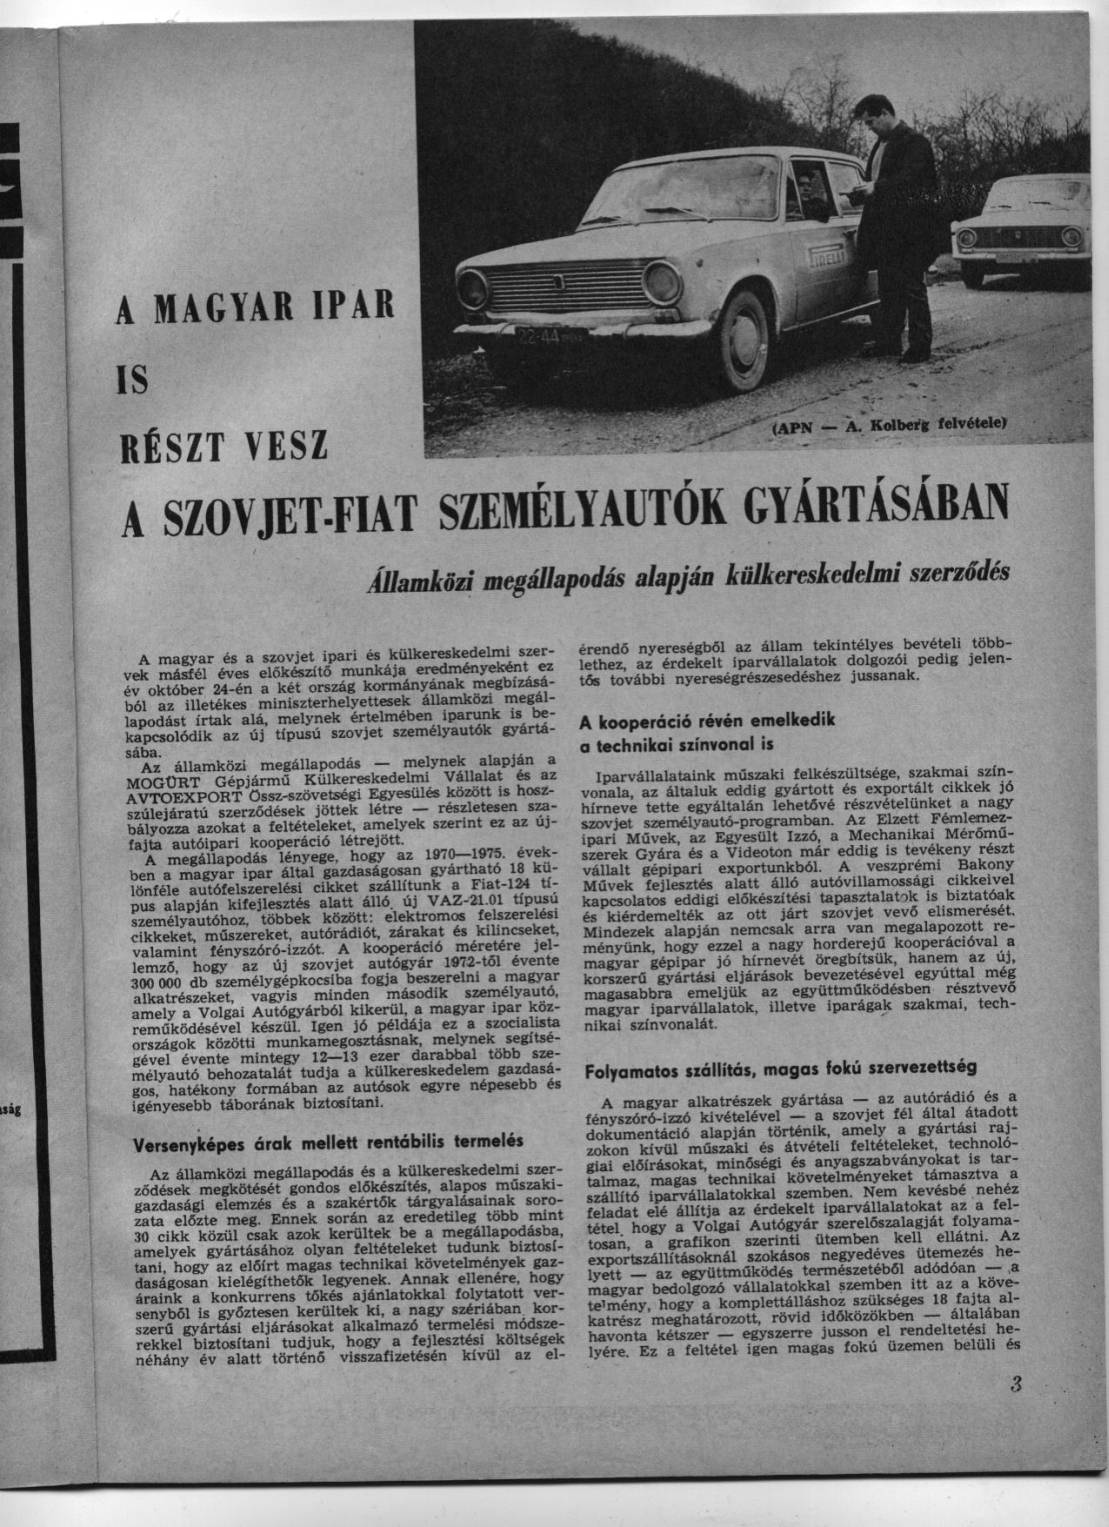 PIRELLI
22-44
(APN — A. Kolberg felvétele)
A MAGYAR IPAR
IS
RÉSZT VESZ
A SZOVJET-FIAT SZEMÉLYAUTÓK GYÁRTÁSÁBAN
Államközi megállapodás alapján külkereskedelmi szerződés
A magyar és a szovjet ipari és külkereskedelmi szer-
vek másfél éves előkészítő munkája eredményeként ez
év október 24-én a két ország kormányának megbízásá-
ból az illetékes miniszterhelyettesek államközi megál-
lapodást írtak alá, melynek értelmében iparunk is be-
kapcsolódik az új típusú szovjet személyautók gyártá-
sába.
Az államközi megállapodás — melynek alapján a
MOGÜRT Gépjármű Külkereskedelmi Vállalat és az
AVTOEXPORT Össz-szövetségi Egyesülés között is hosz-
szúlejáratú szerződések jöttek létre — részletesen sza-
bályozza azokat a feltételeket, amelyek szerint ez az új-
fajta autóipari kooperáció létrejött.
A megállapodás lényege, hogy az 1970—1975. évek-
ben a magyar ipar által gazdaságosan gyártható 18 kü-
lönféle autófelszerelési cikket szállítunk a Fiat-124 tí-
pus alapján kifejlesztés alatt álló új VAZ-21.01 típusú
személyautóhoz, többek között: elektromos felszerelési
cikkeket, műszereket, autórádiót, zárakat és kilincseket,
valamint fényszóró-izzót. A kooperáció méretére jel-
lemző, hogy az új szovjet autógyár 1972-től évente
300 000 db személygépkocsiba fogja beszerelni a magyar
alkatrészeket, vagyis minden második személyautó,
amely a Volgai Autógyárból kikerül, a magyar ipar köz-
reműködésével készül. Igen jó példája ez a szocialista
országok közötti munkamegosztásnak, melynek segítsé-
gével évente mintegy 12—13 ezer darabbal több sze-
mélyautó behozatalát tudja a külkereskedelem gazdasá-
gos, hatékony formában az autósok egyre népesebb és
igényesebb táborának biztosítani.
Versenyképes árak mellett rentábilis termelés
Az államközi megállapodás és a külkereskedelmi szer-
ződések megkötését gondos előkészítés, alapos műszaki-
gazdasági elemzés és a szakértők tárgyalásainak soro-
zata előzte meg. Ennek során az eredetileg több mint
30 cikk közül csak azok kerültek be a megállapodásba,
amelyek gyártásához olyan feltételeket tudunk biztosí-
tani, hogy az előírt magas technikai követelmények gaz-
daságosan kielégíthetők legyenek. Annak ellenére, hogy
áraink a konkurrens tőkés ajánlatokkal folytatott ver-
senyből is győztesen kerültek ki, a nagy szériában kor-
szerű gyártási eljárásokat alkalmazó termelési módsze-
rekkel biztosítani tudjuk, hogy a fejlesztési költségek
néhány év alatt történő visszafizetésén kívül az el-
érendő nyereségből az állam tekintélyes bevételi több-
lethez, az érdekelt iparvállalatok dolgozói pedig jelen-
tős további nyereségrészesedéshez jussanak.
A kooperáció révén emelkedik
a technikai színvonal is
Iparvállalataink műszaki felkészültsége, szakmai szín-
vonala, az általuk eddig gyártott és exportált cikkek jó
hírneve tette egyáltalán lehetővé részvételünket a nagy
szovjet személyautó-programban. Az Elzett Fémlemez-
ipari Művek, az Egyesült Izzó, a Mechanikai Mérőmű-
szerek Gyára és a Videoton már eddig is tevékeny részt
vállalt gépipari exportunkból. A veszprémi Bakony
Művek fejlesztés alatt álló autóvillamossági cikkeivel
kapcsolatos eddigi előkészítési tapasztalatok is biztatóak
és kiérdemelték az ott járt szovjet vevő elismerését.
Mindezek alapján nemcsak arra van megalapozott re-
ményünk, hogy ezzel a nagy horderejű kooperációval a
magyar gépipar jó hírnevét öregbítsük, hanem az új,
korszerű gyártási eljárások bevezetésével egyúttal még
magasabbra emeljük az együttműködésben résztvevő
magyar iparvállalatok, illetve iparágak szakmai, tech-
nikai színvonalát.
Folyamatos szállítás, magas fokú szervezettség
A magyar alkatrészek gyártása — az autórádió és a
fényszóró-izzó kivételével — a szovjet fél által átadott
dokumentáció alapján történik, amely a gyártási raj-
zokon kívül műszaki és átvételi feltételeket, technoló-
giai előírásokat, minőségi és anyagszabványokat is tar-
talmaz, magas technikai követelményeket támasztva a
szállító iparvállalatokkal szemben. Nem kevésbé nehéz
feladat elé állítja az érdekelt iparvállalatokat az a fel-
tétel, hogy a Volgai Autógyár szerelőszalagját folyama-
tosan, a grafikon szerinti ütemben kell ellátni. Az
exportszállításoknál szokásos negyedéves ütemezés he-
lyett — az együttműködés természetéből adódóan — a
magyar bedolgozó vállalatokkal szemben itt az a köve-
telmény, hogy a komplettálláshoz szükséges 18 fajta al-
katrész meghatározott, rövid időközökben — általában
havonta kétszer — egyszerre jusson el rendeltetési he-
lyére. Ez a feltétel igen magas fokú üzemen belüli és
3
ság